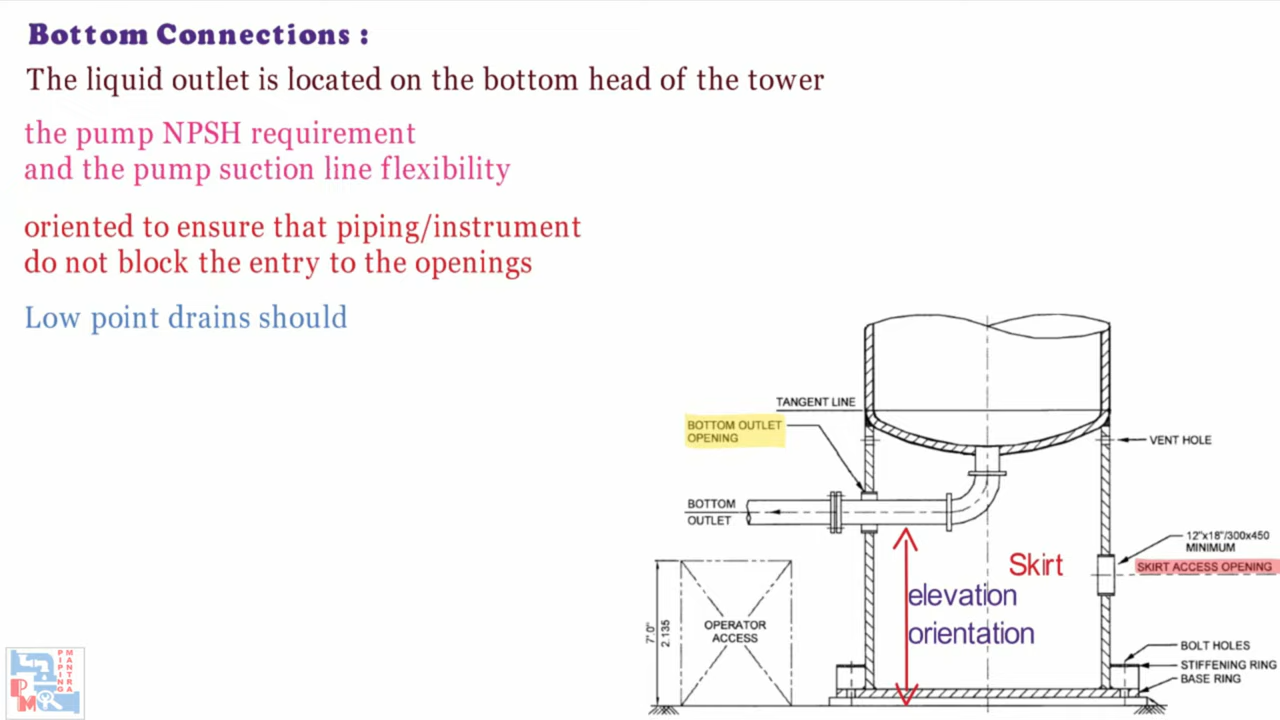 Bottom Connections :
The liquid outlet is located on the bottom head of the tower
the pump NPSH requirement
and the pump suction line flexibility
oriented to ensure that piping/instrument
do not block the entry to the openings
Low point drains should
TANGENT LINE
BOTTOM OUTLET
OPENING
VENT HOLE
BOTTOM
OUTLET
12"x18"/300x450
MINIMUM
SKIRT ACCESS OPENING
Skirt
elevation
orientation
7'.0"
2.135
OPERATOR
ACCESS
BOLT HOLES
STIFFENING RING
BASE RING
PIPING
MANTRA
PM